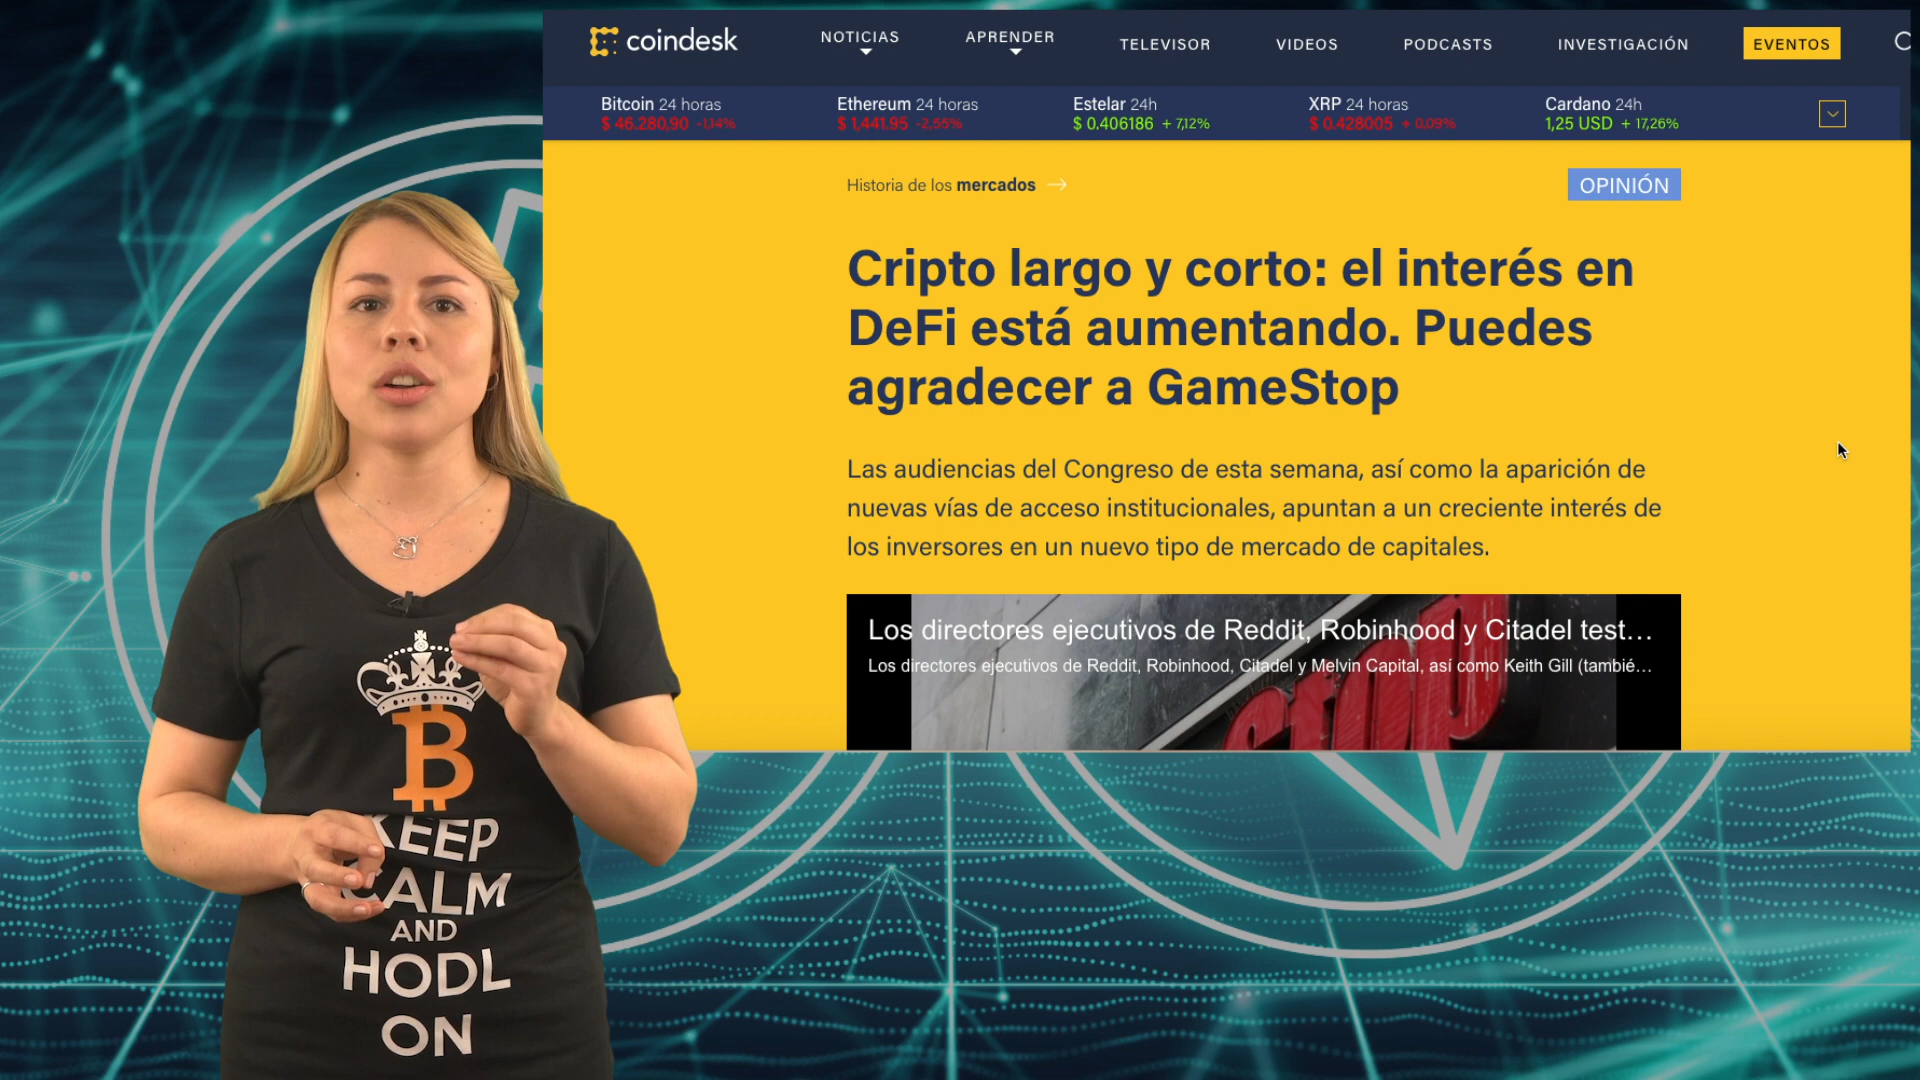 coindesk
NOTICIAS
APRENDER
TELEVISOR
VIDEOS
PODCASTS
INVESTIGACIÓN
EVENTOS
Bitcoin 24 horas
$ 46.280,90 -1,14%
Ethereum 24 horas
$ 1,441.95 -2,55%
Estelar 24h
$ 0.406186 + 7,12%
XRP 24 horas
$ 0.428005 + 0,09%
Cardano 24h
1,25 USD + 17,26%
Historia de los mercados
OPINIÓN
Cripto largo y corto: el interés en
DeFi está aumentando. Puedes
agradecer a GameStop
Las audiencias del Congreso de esta semana, así como la aparición de
nuevas vías de acceso institucionales, apuntan a un creciente interés de
los inversores en un nuevo tipo de mercado de capitales.
Los directores ejecutivos de Reddit, Robinhood y Citadel test...
Los directores ejecutivos de Reddit, Robinhood, Citadel y Melvin Capital, así como Keith Gill (tambié...
Stop
B
KEEP
CALM
AND
HODL
ON